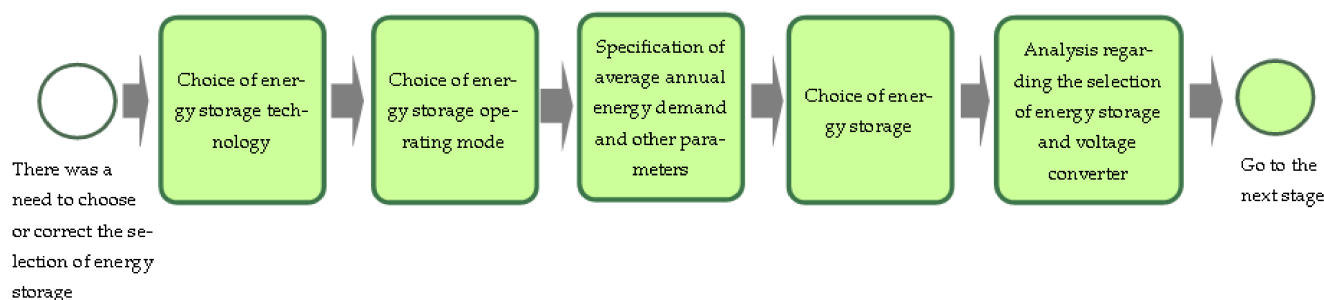 There was a
need to choose
or correct the se-
lection of energy
storage
Choice of ener-
gy storage tech-
nology
Choice of ener-
gy storage ope-
rating mode
Specification of
average annual
energy demand
and other para-
meters
Choice of ener-
gy storage
Analysis regar-
ding the selection
of energy storage
and voltage
converter
Go to the
next stage